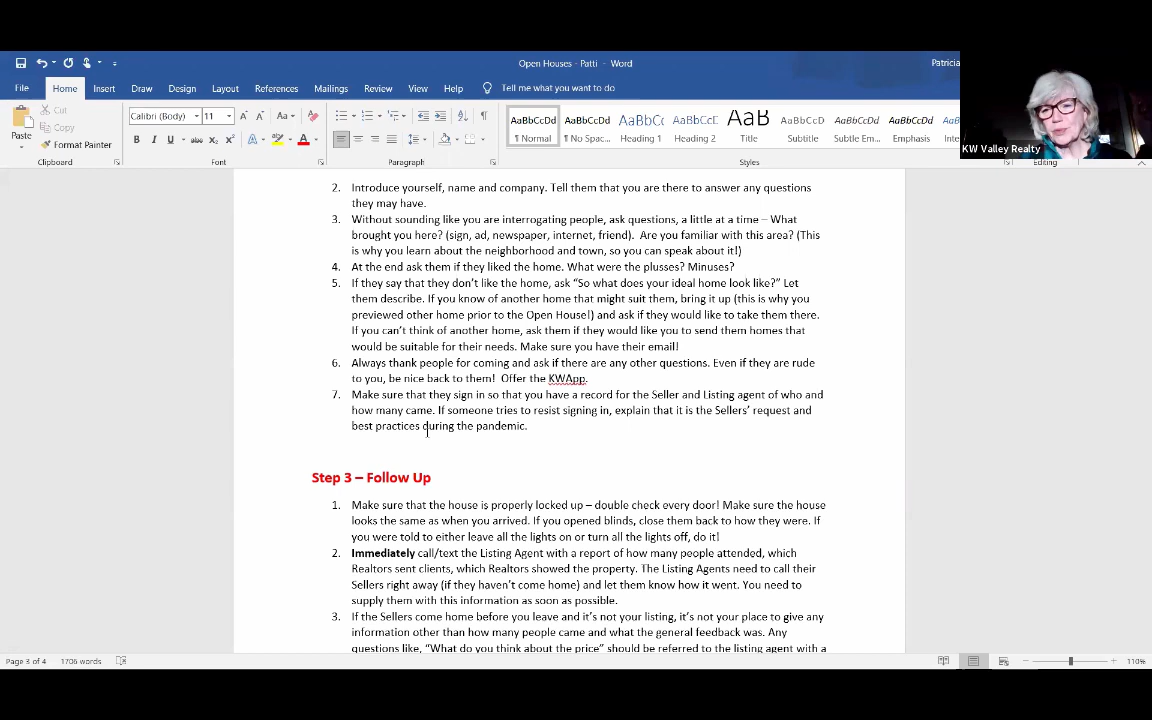 Open Houses - Patti - Word
Patricia
File Home Insert Draw Design Layout References Mailings Review View Help Tell me what you want to do
Paste
Cut
Copy
Format Painter
Clipboard
Calibri (Body) 11
Font
Paragraph
AaBbCcDd AaBbCcDd AaBbCc AaBbCcC AaB AaBbCcD AaBbCcDd AaBbCcDd
¶ Normal ¶ No Spac... Heading 1 Heading 2 Title Subtitle Subtle Em... Emphasis
Styles
Editing
KW Valley Realty
2. Introduce yourself, name and company. Tell them that you are there to answer any questions
they may have.
3. Without sounding like you are interrogating people, ask questions, a little at a time – What
brought you here? (sign, ad, newspaper, internet, friend). Are you familiar with this area? (This
is why you learn about the neighborhood and town, so you can speak about it!)
4. At the end ask them if they liked the home. What were the plusses? Minuses?
5. If they say that they don't like the home, ask “So what does your ideal home look like?” Let
them describe. If you know of another home that might suit them, bring it up (this is why you
previewed other home prior to the Open House!) and ask if they would like to take them there.
If you can't think of another home, ask them if they would like you to send them homes that
would be suitable for their needs. Make sure you have their email!
6. Always thank people for coming and ask if there are any other questions. Even if they are rude
to you, be nice back to them! Offer the KWApp.
7. Make sure that they sign in so that you have a record for the Seller and Listing agent of who and
how many came. If someone tries to resist signing in, explain that it is the Sellers' request and
best practices during the pandemic.
Step 3 – Follow Up
1. Make sure that the house is properly locked up – double check every door! Make sure the house
looks the same as when you arrived. If you opened blinds, close them back to how they were. If
you were told to either leave all the lights on or turn all the lights off, do it!
2. Immediately call/text the Listing Agent with a report of how many people attended, which
Realtors sent clients, which Realtors showed the property. The Listing Agents need to call their
Sellers right away (if they haven't come home) and let them know how it went. You need to
supply them with this information as soon as possible.
3. If the Sellers come home before you leave and it's not your listing, it's not your place to give any
information other than how many people came and what the general feedback was. Any
questions like, “What do you think about the price” should be referred to the listing agent with a
Page 3 of 4 1706 words
110%